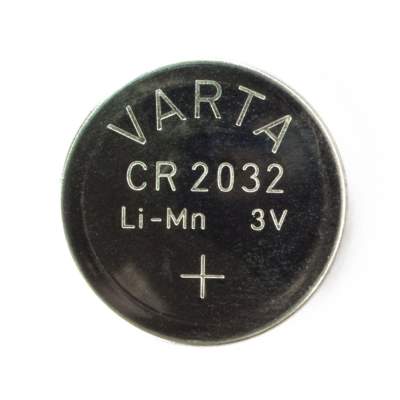 VARTA
CR 2032
Li-Mn 3V
+